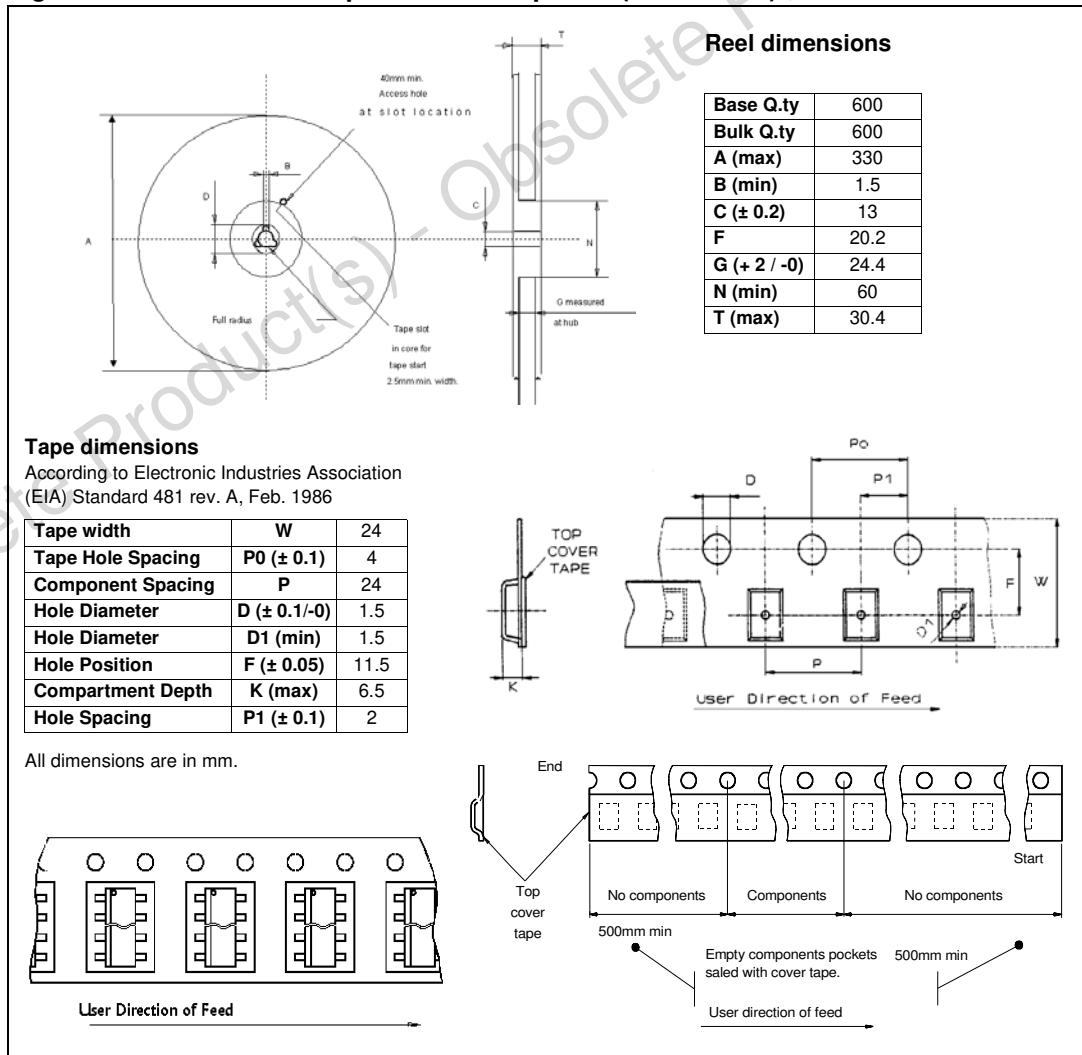 Reel dimensions
T
40mm min.
Access hole
at slot location
B
D
C
A
N
Full radius
Tape slot
in core for
tape start
2.5mm min. width.
G measured
at hub
Base Q.ty 600
Bulk Q.ty 600
A (max) 330
B (min) 1.5
C (± 0.2) 13
F 20.2
G (+ 2 / -0) 24.4
N (min) 60
T (max) 30.4
Tape dimensions
According to Electronic Industries Association
(EIA) Standard 481 rev. A, Feb. 1986
Tape width W 24
Tape Hole Spacing P0 (± 0.1) 4
Component Spacing P 24
Hole Diameter D (± 0.1/-0) 1.5
Hole Diameter D1 (min) 1.5
Hole Position F (± 0.05) 11.5
Compartment Depth K (max) 6.5
Hole Spacing P1 (± 0.1) 2
All dimensions are in mm.
Po
D
P1
TOP
COVER
TAPE
F
W
D1
K
P
User Direction of Feed
End
Start
Top
cover
tape
No components
Components
No components
500mm min
Empty components pockets
saled with cover tape.
500mm min
User direction of feed
User Direction of Feed
Product(s) - Obsolete